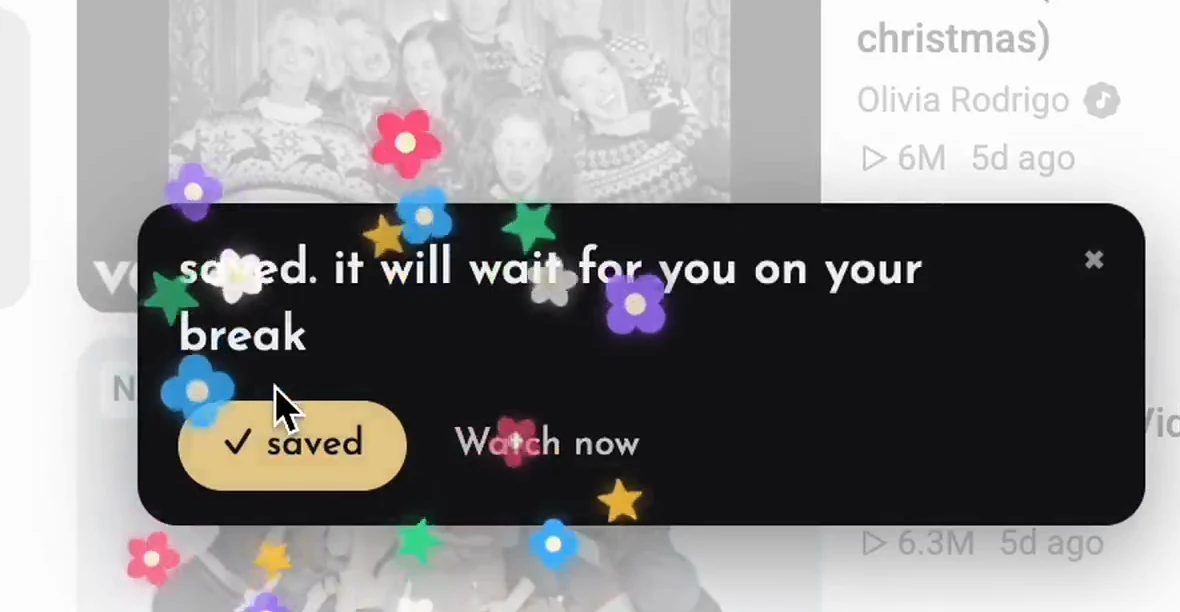 christmas)
Olivia Rodrigo
6M 5d ago
saved. it will wait for you on your
break
✓ saved
Watch now
6.3M 5d ago